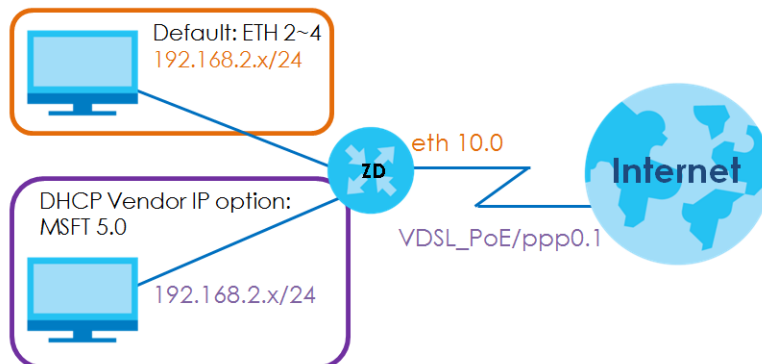 Default: ETH 2~4
192.168.2.x/24
ZD
eth 10.0
Internet
DHCP Vendor IP option:
MSFT 5.0
VDSL_PoE/ppp0.1
192.168.2.x/24